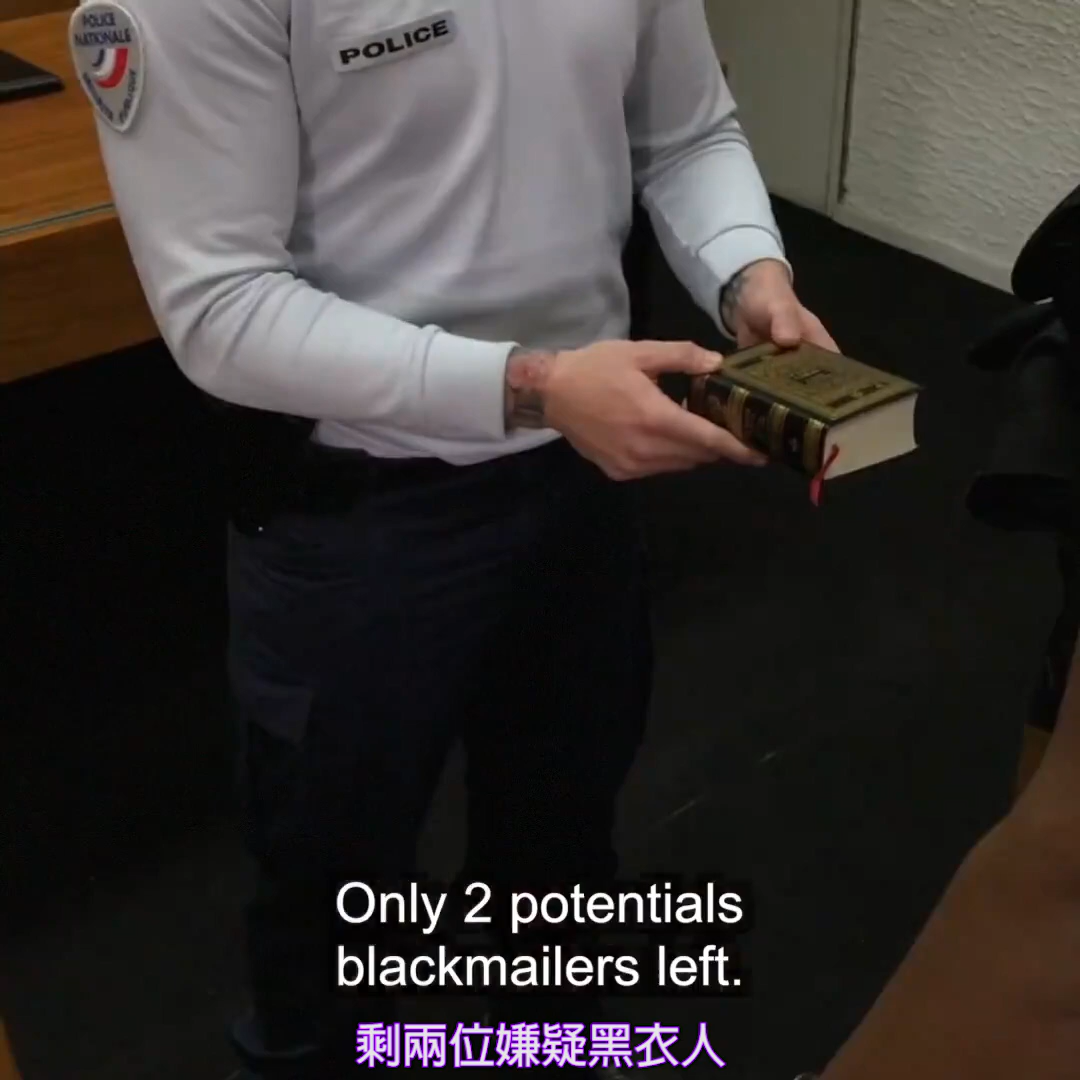 POLICE
NATIONALE
POLICE
Only 2 potentials
blackmailers left.
剩兩位嫌疑黑衣人